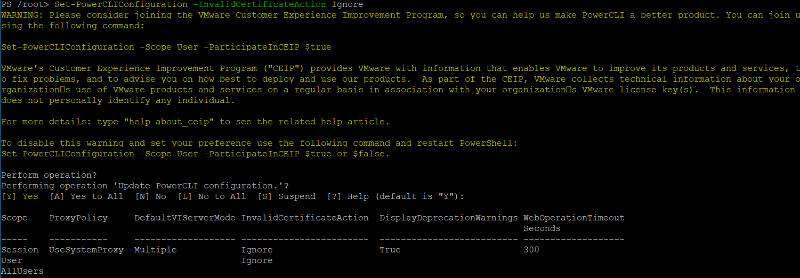 PS /root> Set-PowerCLIConfiguration -InvalidCertificateAction Ignore
WARNING: Please consider joining the VMware Customer Experience Improvement Program, so you can help us make PowerCLI a better product. You can join u
sing the following command:
Set-PowerCLIConfiguration -Scope User -ParticipateInCEIP $true
VMware's Customer Experience Improvement Program ("CEIP") provides VMware with information that enables VMware to improve its products and services, t
o fix problems, and to advise you on how best to deploy and use our products.  As part of the CEIP, VMware collects technical information about your o
rganization▯s use of VMware products and services on a regular basis in association with your organization▯s VMware license key(s).  This information
does not personally identify any individual.
For more details: type "help about_ceip" to see the related help article.
To disable this warning and set your preference use the following command and restart PowerShell:
Set-PowerCLIConfiguration -Scope User -ParticipateInCEIP $true or $false.
Perform operation?
Performing operation 'Update PowerCLI configuration.'?
[Y] Yes  [A] Yes to All  [N] No  [L] No to All  [S] Suspend  [?] Help (default is "Y"):
Scope    ProxyPolicy     DefaultVIServerMode InvalidCertificateAction  DisplayDeprecationWarnings WebOperationTimeout
Seconds
-----    -----------     ------------------- ------------------------  -------------------------- -------------------
Session  UseSystemProxy  Multiple            Ignore                    True                       300
User                                         Ignore
AllUsers